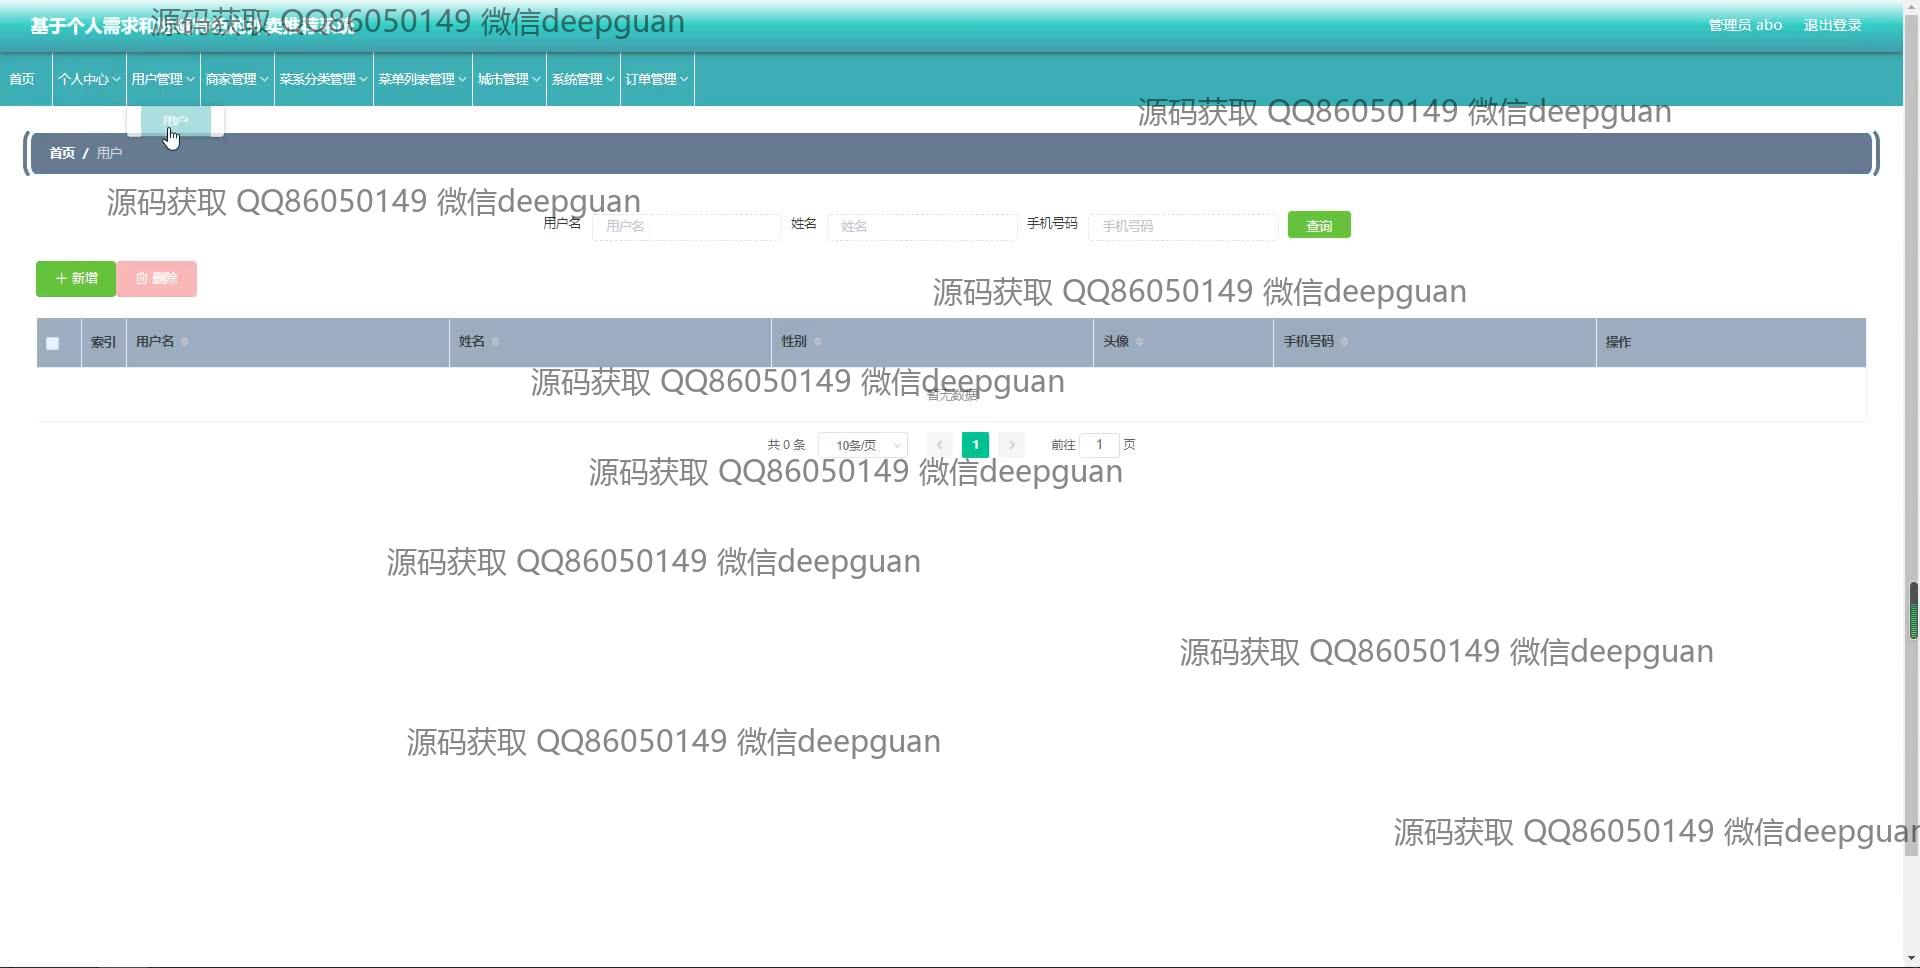 基于个人需求和
源码获取 QQ86050149 微信deepguan
管理员 abo 退出登录
首页 个人中心 用户管理 商家管理 菜系分类管理 菜单列表管理 城市管理 系统管理 订单管理
源码获取 QQ86050149 微信deepguan
用户
首页 / 用户
源码获取 QQ86050149 微信deepguan
用户名 用户名 姓名 姓名 手机号码 手机号码 查询
新增 删除
源码获取 QQ86050149 微信deepguan
索引 用户名 姓名 性别 头像 手机号码 操作
源码获取 QQ86050149 微信deepguan
暂无数据
共 0 条 10条/页 1 前往 1 页
源码获取 QQ86050149 微信deepguan
源码获取 QQ86050149 微信deepguan
源码获取 QQ86050149 微信deepguan
源码获取 QQ86050149 微信deepguan
源码获取 QQ86050149 微信deepguan